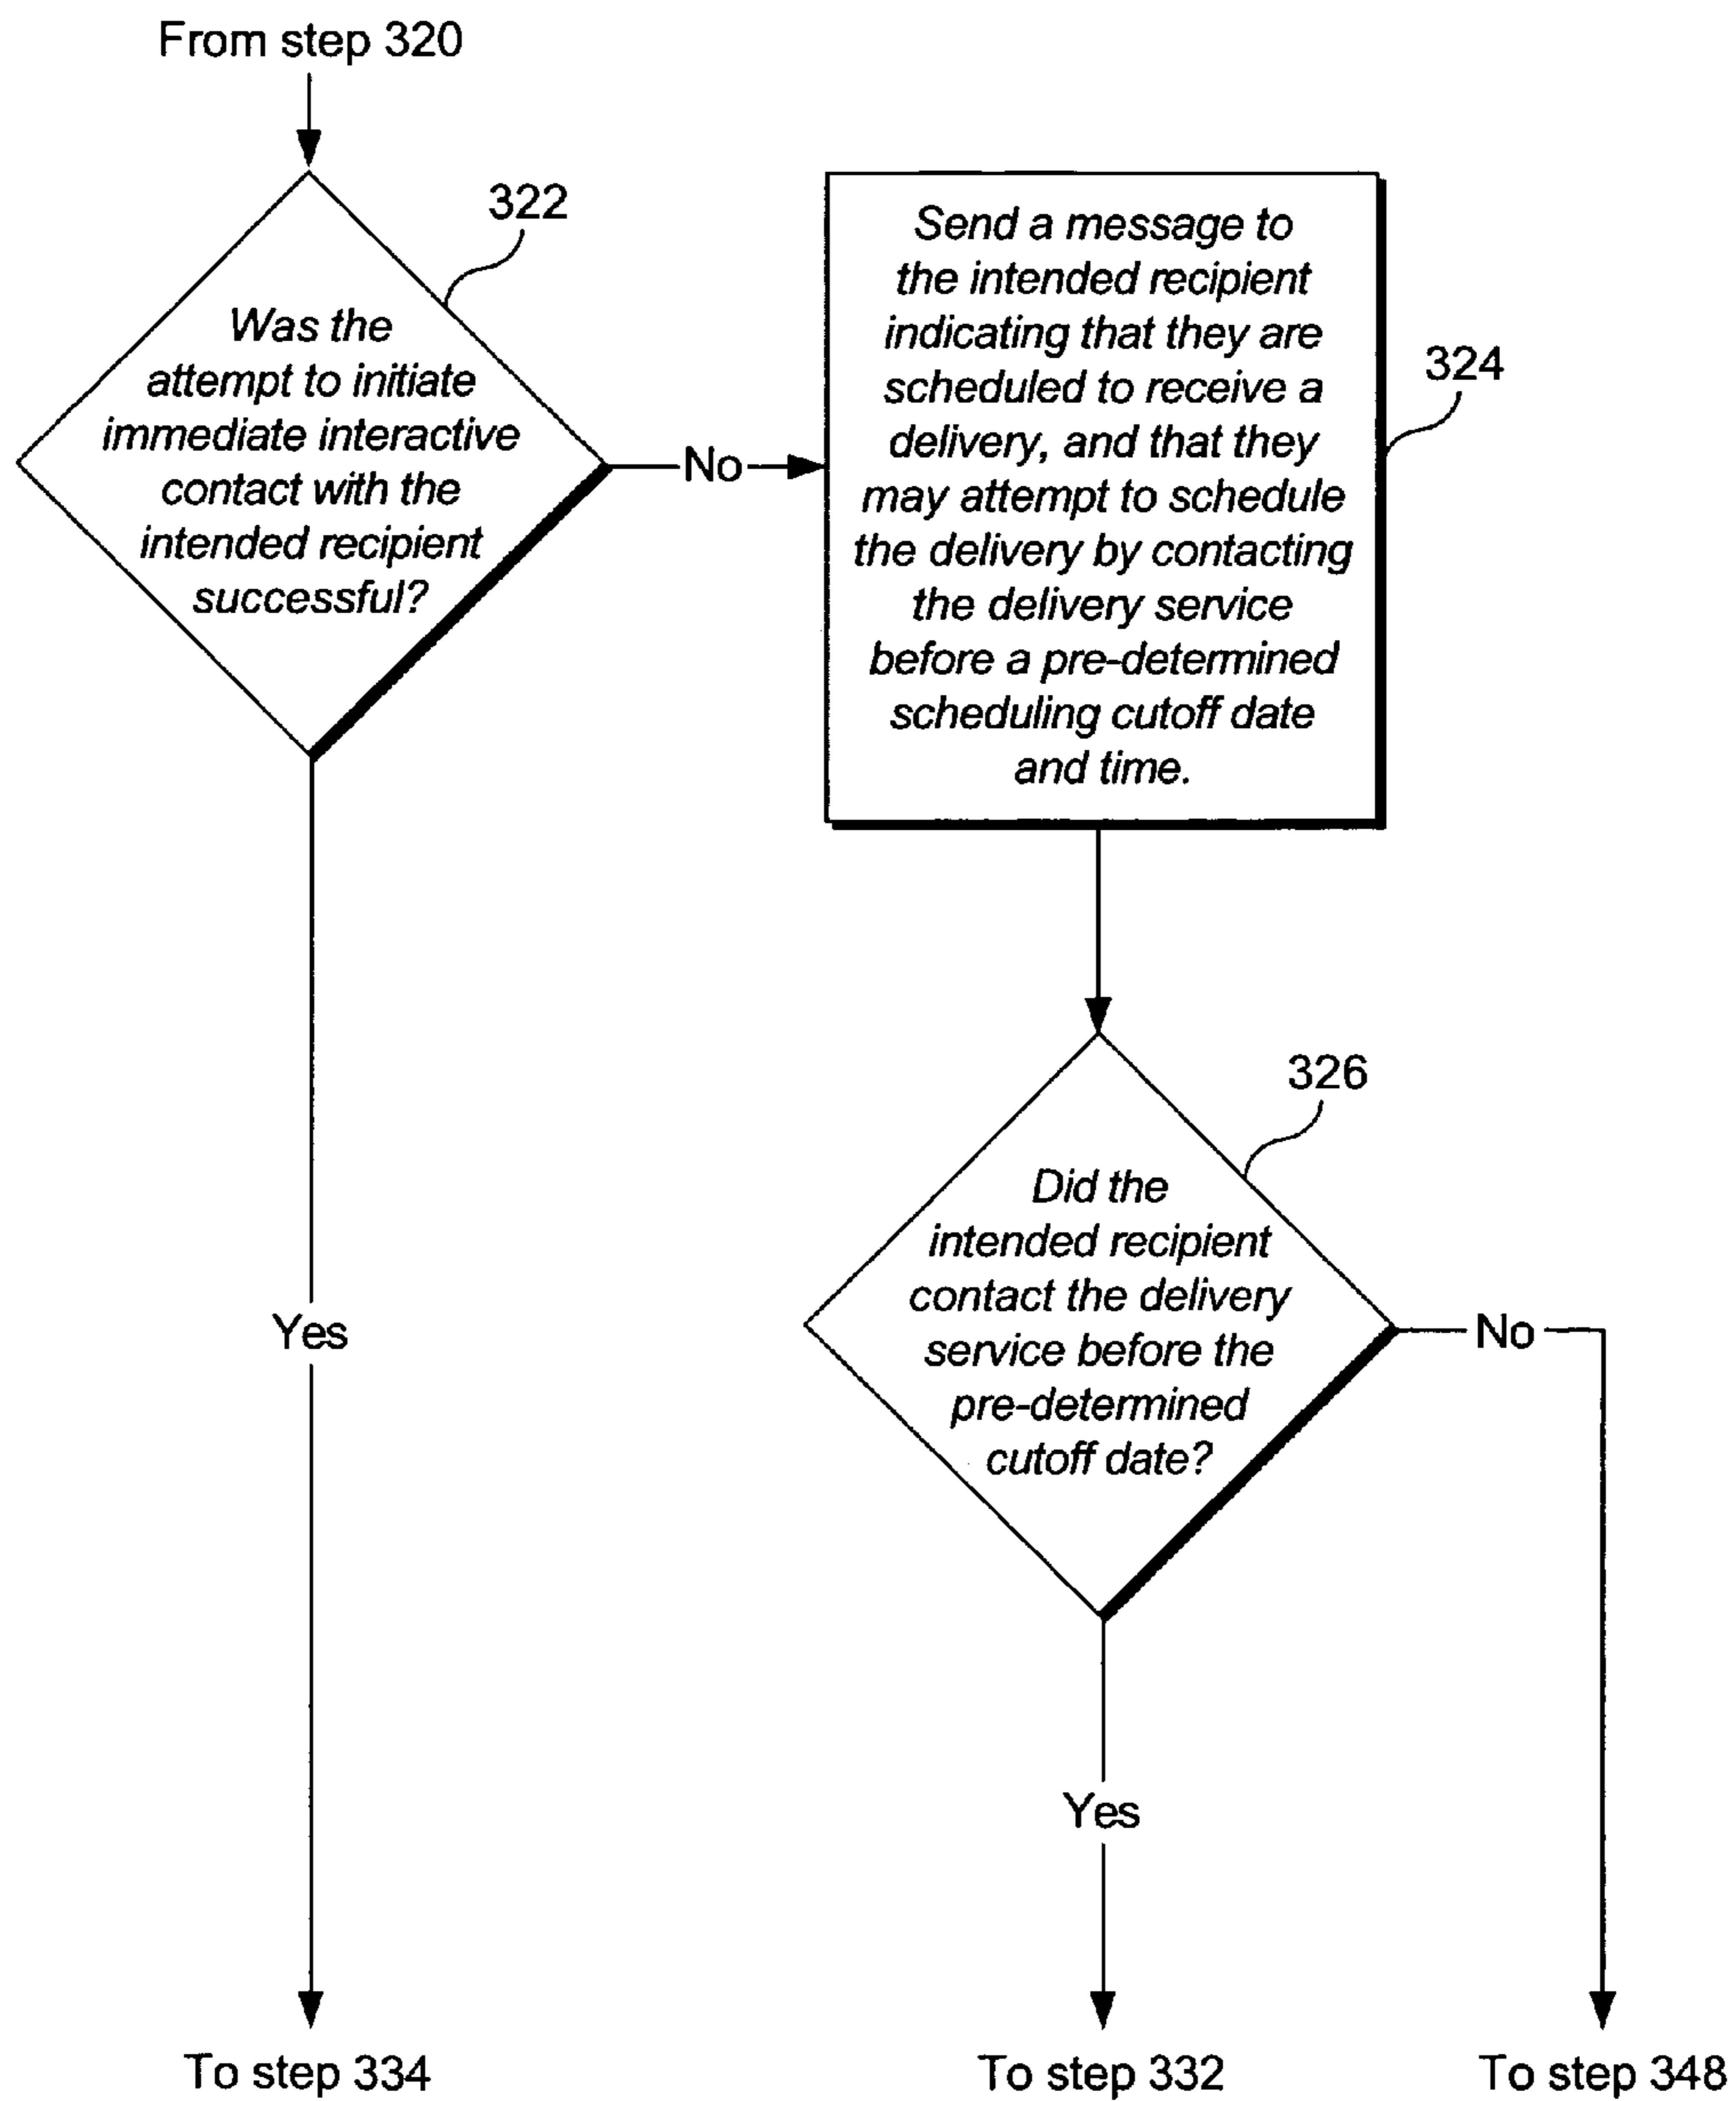 From step 320
322
Was the
attempt to initiate
immediate interactive
contact with the
intended recipient
successful?
No
Send a message to
the intended recipient
indicating that they are
scheduled to receive a
delivery, and that they
may attempt to schedule
the delivery by contacting
the delivery service
before a pre-determined
scheduling cutoff date
and time.
324
326
Did the
intended recipient
contact the delivery
service before the
pre-determined
cutoff date?
No
Yes
Yes
To step 334
To step 332
To step 348